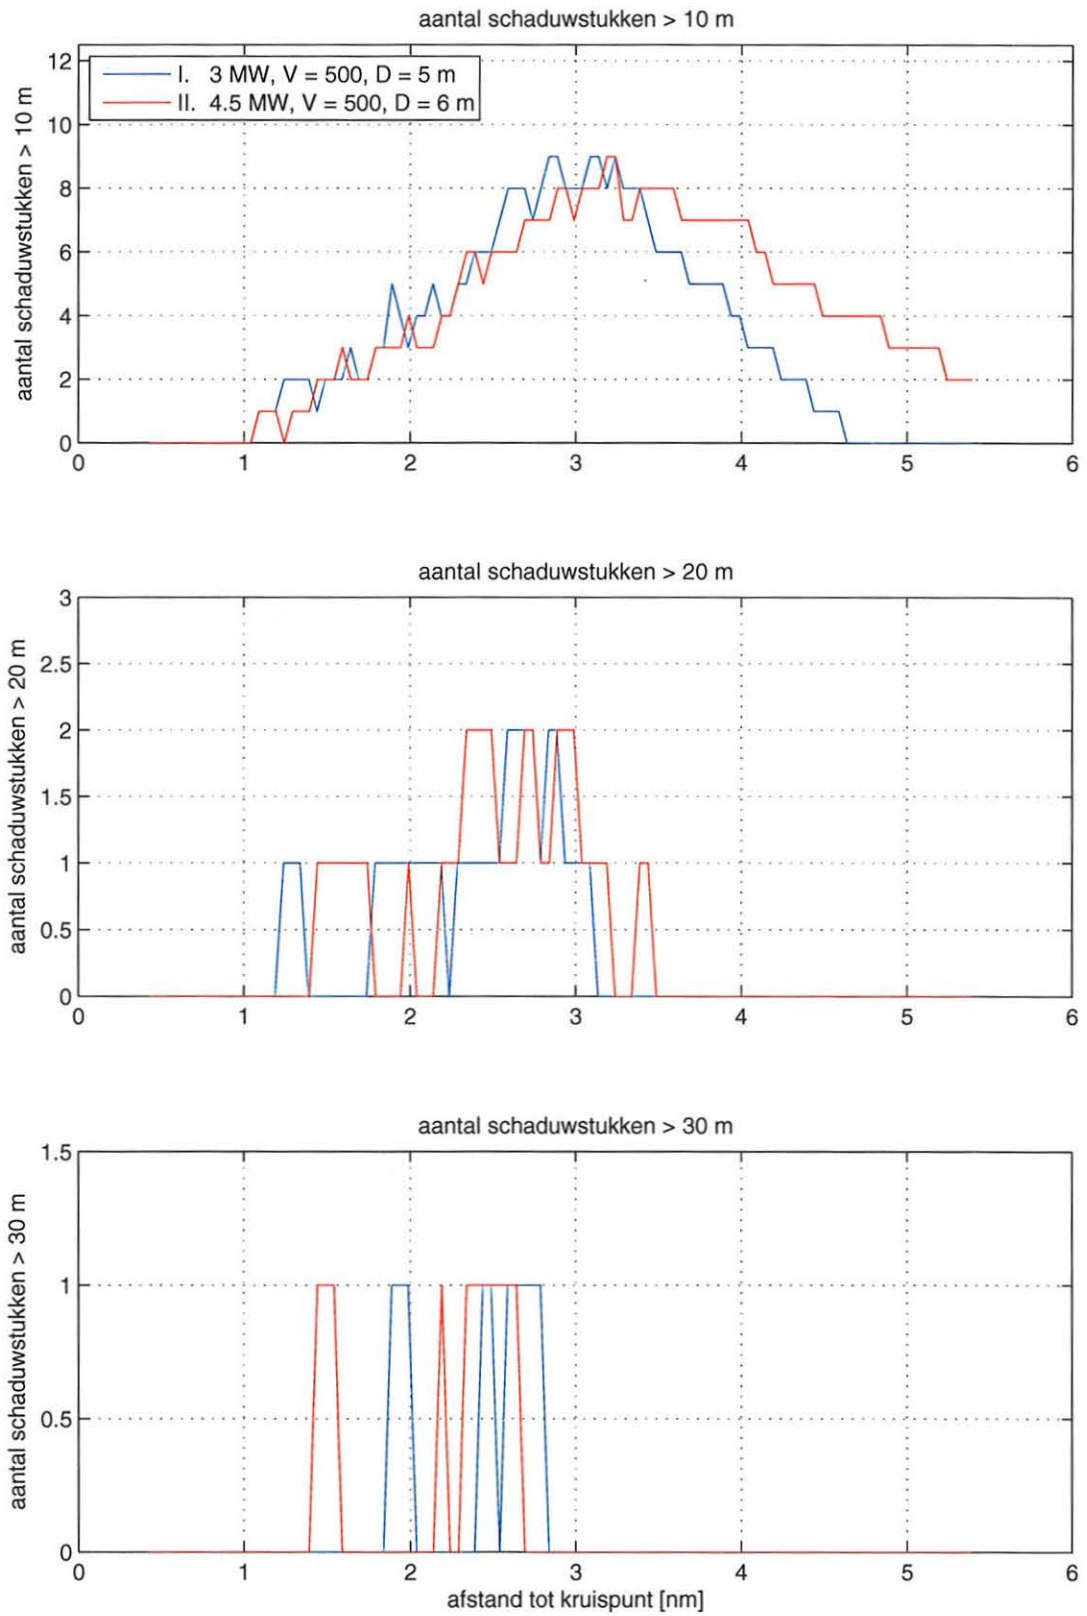 aantal schaduwstukken > 10 m
aantal schaduwstukken > 10 m
12
10
8
6
4
2
0
I. 3 MW, V = 500, D = 5 m
II. 4.5 MW, V = 500, D = 6 m
0 1 2 3 4 5 6
aantal schaduwstukken > 20 m
aantal schaduwstukken > 20 m
3
2.5
2
1.5
1
0.5
0
0 1 2 3 4 5 6
aantal schaduwstukken > 30 m
aantal schaduwstukken > 30 m
1.5
1
0.5
0
0 1 2 3 4 5 6
afstand tot kruispunt [nm]